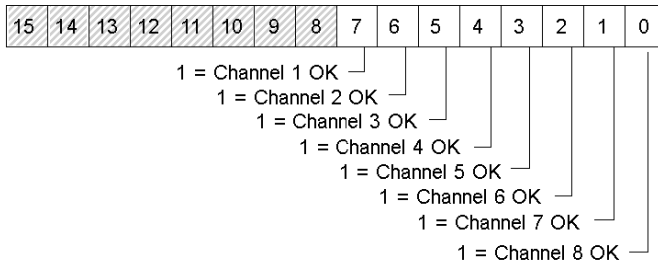 15 14 13 12 11 10 9 8 7 6 5 4 3 2 1 0
1 = Channel 1 OK
1 = Channel 2 OK
1 = Channel 3 OK
1 = Channel 4 OK
1 = Channel 5 OK
1 = Channel 6 OK
1 = Channel 7 OK
1 = Channel 8 OK